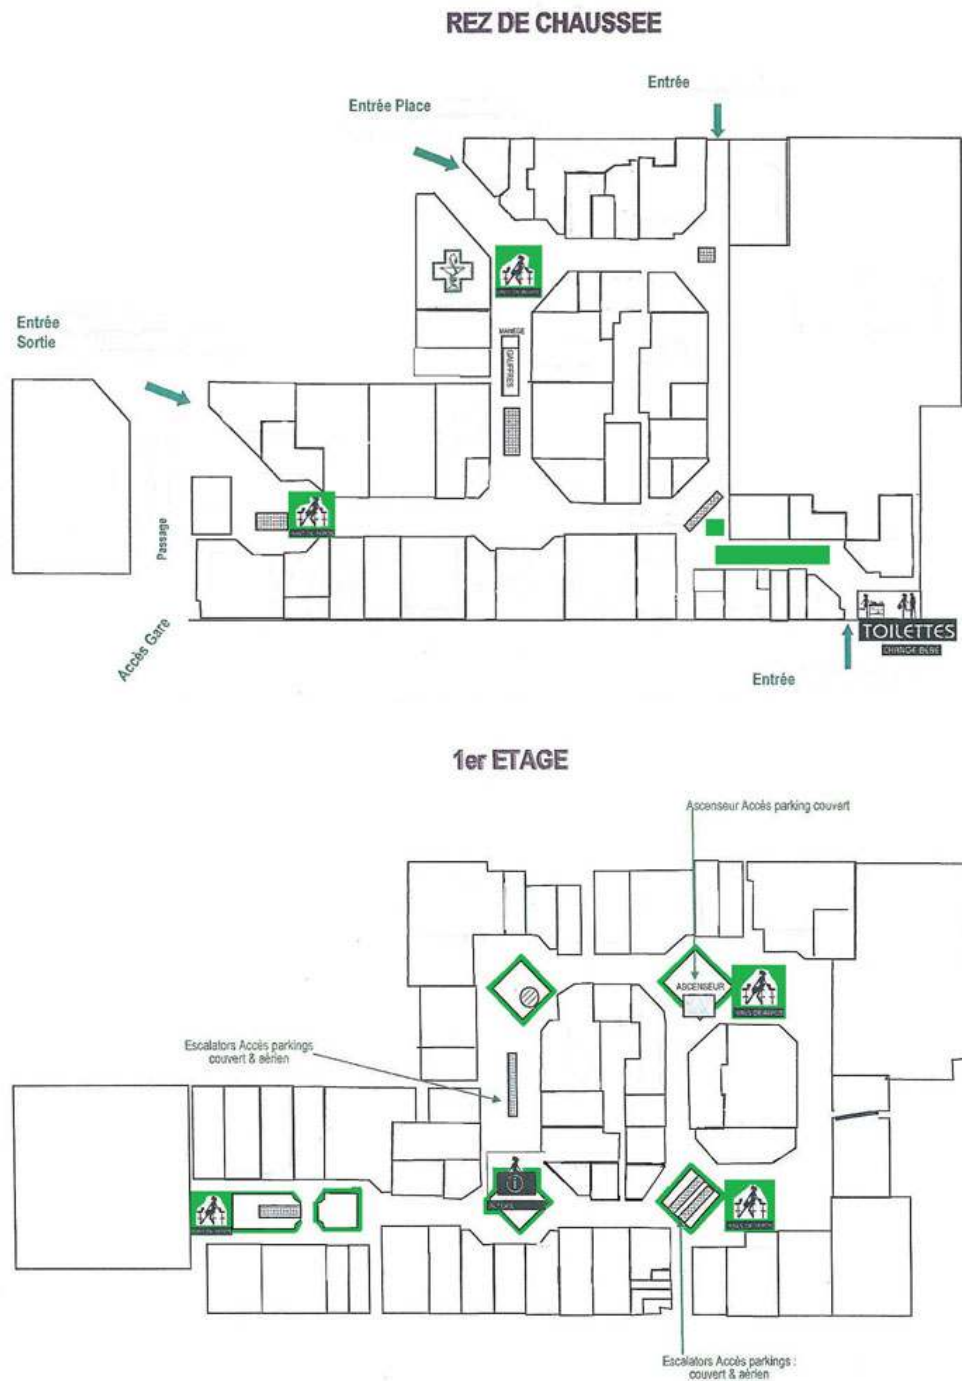 REZ DE CHAUSSEE
Entrée
Entrée Place
Entrée
Sortie
MANEGE
GAUFFRES
Passage
Accès Gare
TOILETTES
CHANGE BEBE
Entrée
1er ETAGE
Ascenseur Accès parking couvert
ASCENSEUR
Escalators Accès parkings
couvert & aérien
Escalators Accès parkings :
couvert & aérien